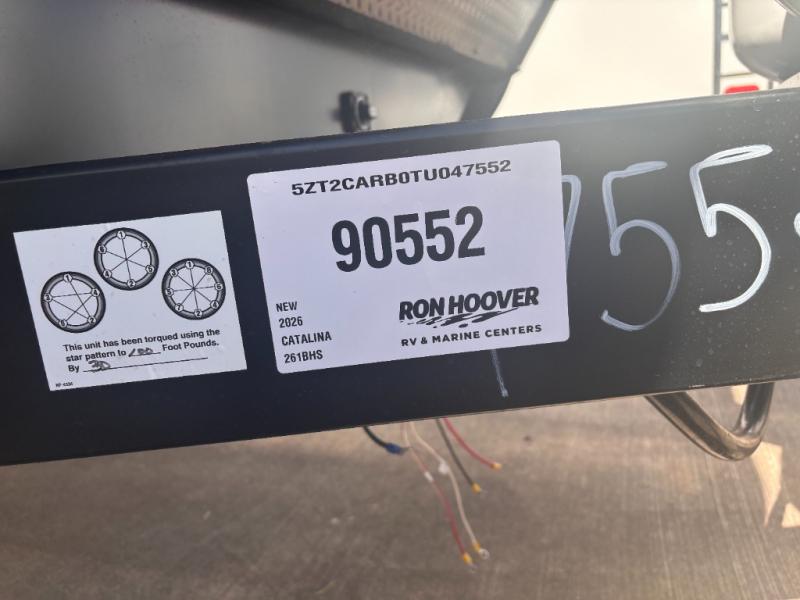 5ZT2CARB0TU047552
90552
NEW
2026
CATALINA
261BHS
RON HOOVER
RV & MARINE CENTERS
This unit has been torqued using the
star pattern to 100 Foot Pounds.
By
755